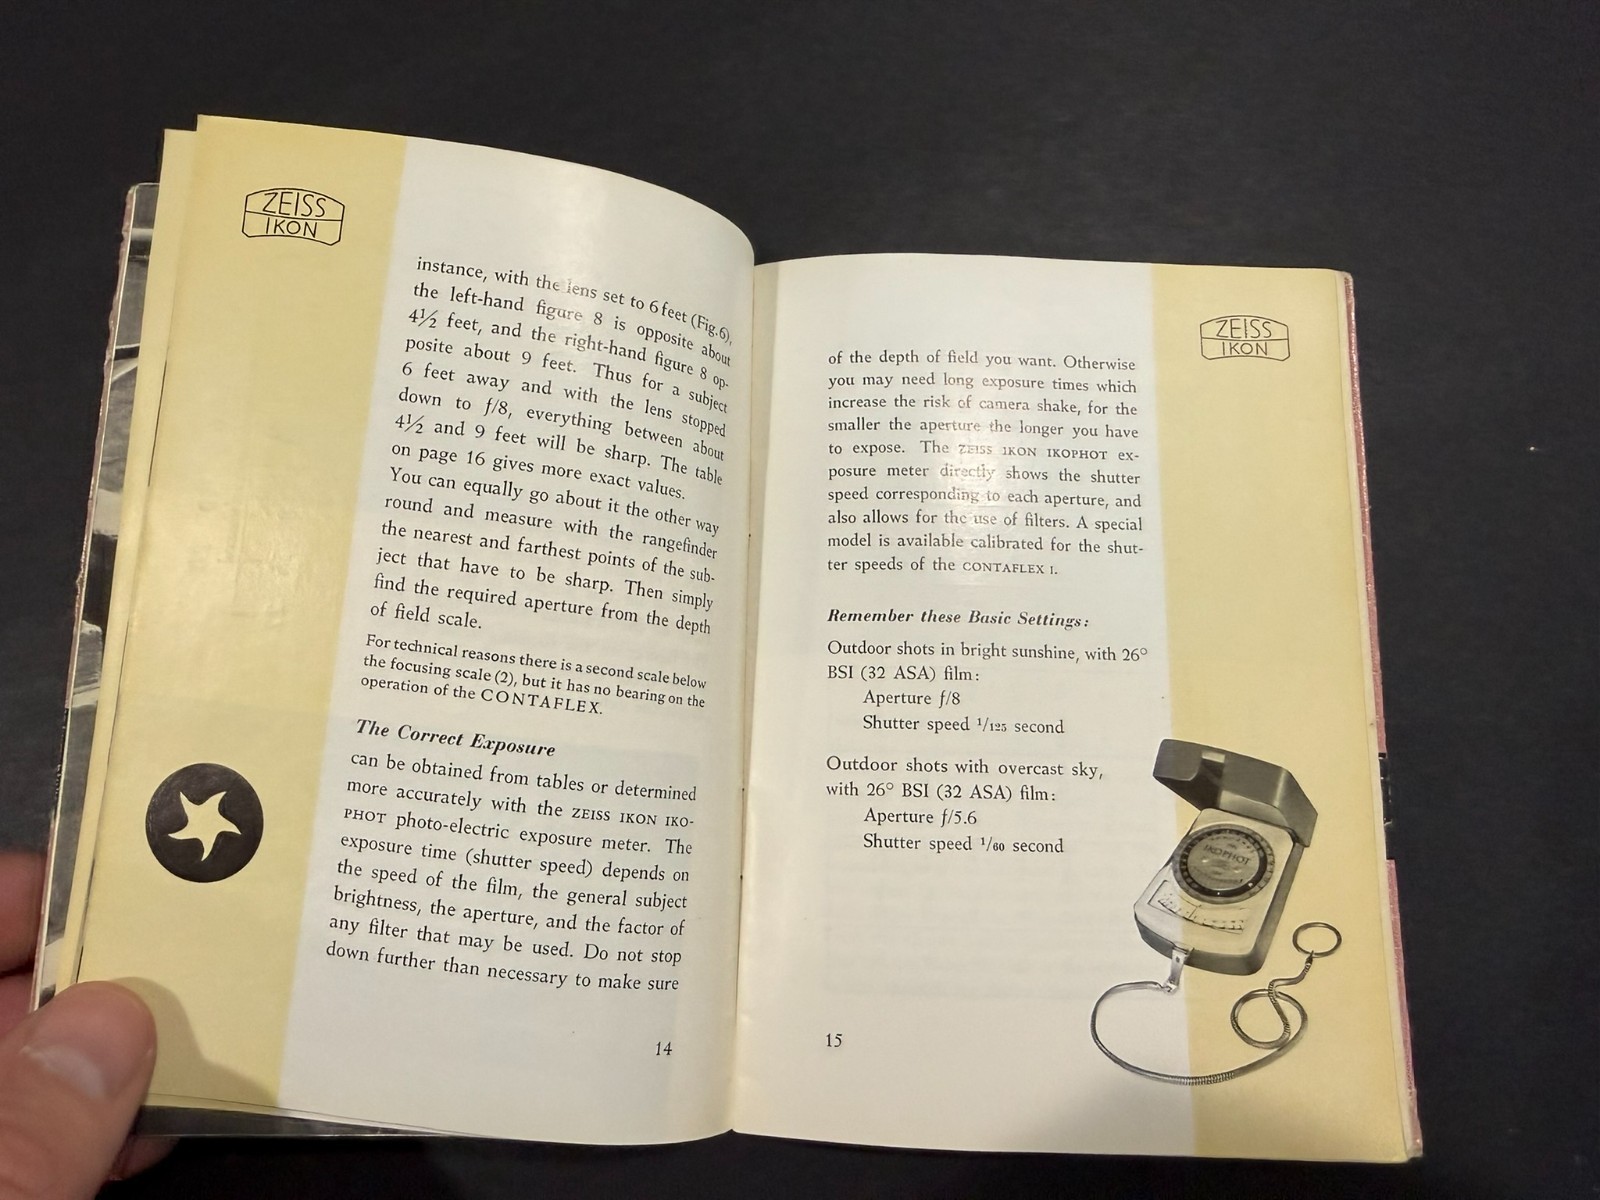 ZEISS
IKON
instance, with the lens set to 6 feet (Fig. 6),
the left-hand figure 8 is opposite about
4½ feet, and the right-hand figure 8 op-
posite about 9 feet. Thus for a subject
6 feet away and with the lens stopped
down to f/8, everything between about
4½ and 9 feet will be sharp. The table
on page 16 gives more exact values.
You can equally go about it the other way
round and measure with the rangefinder
the nearest and farthest points of the sub-
ject that have to be sharp. Then simply
find the required aperture from the depth
of field scale.
For technical reasons there is a second scale below
the focusing scale (2), but it has no bearing on the
operation of the CONTAFLEX.
The Correct Exposure
can be obtained from tables or determined
more accurately with the ZEISS IKON IKO-
PHOT photo-electric exposure meter. The
exposure time (shutter speed) depends on
the speed of the film, the general subject
brightness, the aperture, and the factor of
any filter that may be used. Do not stop
down further than necessary to make sure
14
ZEISS
IKON
of the depth of field you want. Otherwise
you may need long exposure times which
increase the risk of camera shake, for the
smaller the aperture the longer you have
to expose. The ZEISS IKON IKOPHOT ex-
posure meter directly shows the shutter
speed corresponding to each aperture, and
also allows for the use of filters. A special
model is available calibrated for the shut-
ter speeds of the CONTAFLEX I.
Remember these Basic Settings:
Outdoor shots in bright sunshine, with 26°
BSI (32 ASA) film:
Aperture f/8
Shutter speed 1/125 second
Outdoor shots with overcast sky,
with 26° BSI (32 ASA) film:
Aperture f/5.6
Shutter speed 1/60 second
IKOPHOT
15